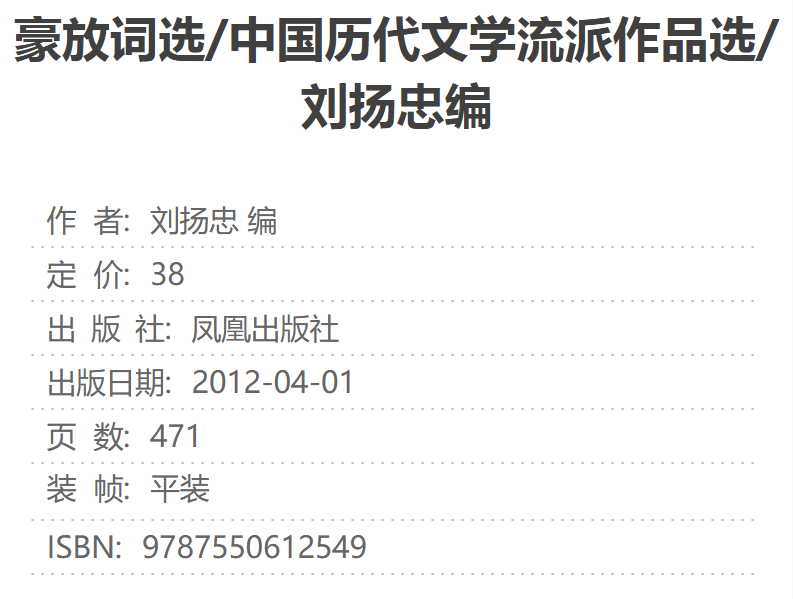 豪放词选/中国历代文学流派作品选/
刘扬忠编
作 者: 刘扬忠 编
定 价: 38
出 版 社: 凤凰出版社
出版日期: 2012-04-01
页 数: 471
装 帧: 平装
ISBN: 9787550612549